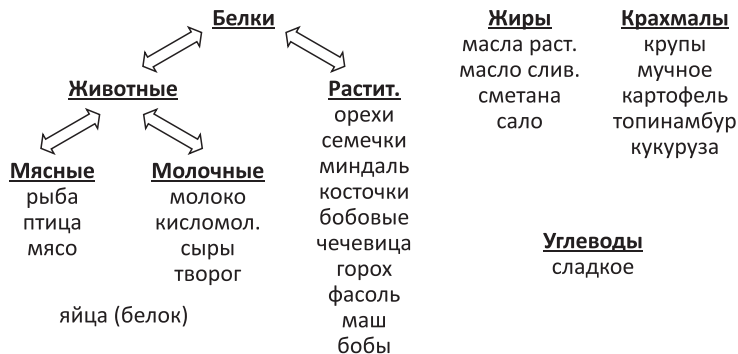 Белки
Животные
Мясные
рыба
птица
мясо
Молочные
молоко
кисломол.
сыры
творог
яйца (белок)
Растит.
орехи
семечки
миндаль
косточки
бобовые
чечевица
горох
фасоль
маш
бобы
Жиры
масла раст.
масло слив.
сметана
сало
Крахмалы
крупы
мучное
картофель
топинамбур
кукуруза
Углеводы
сладкое